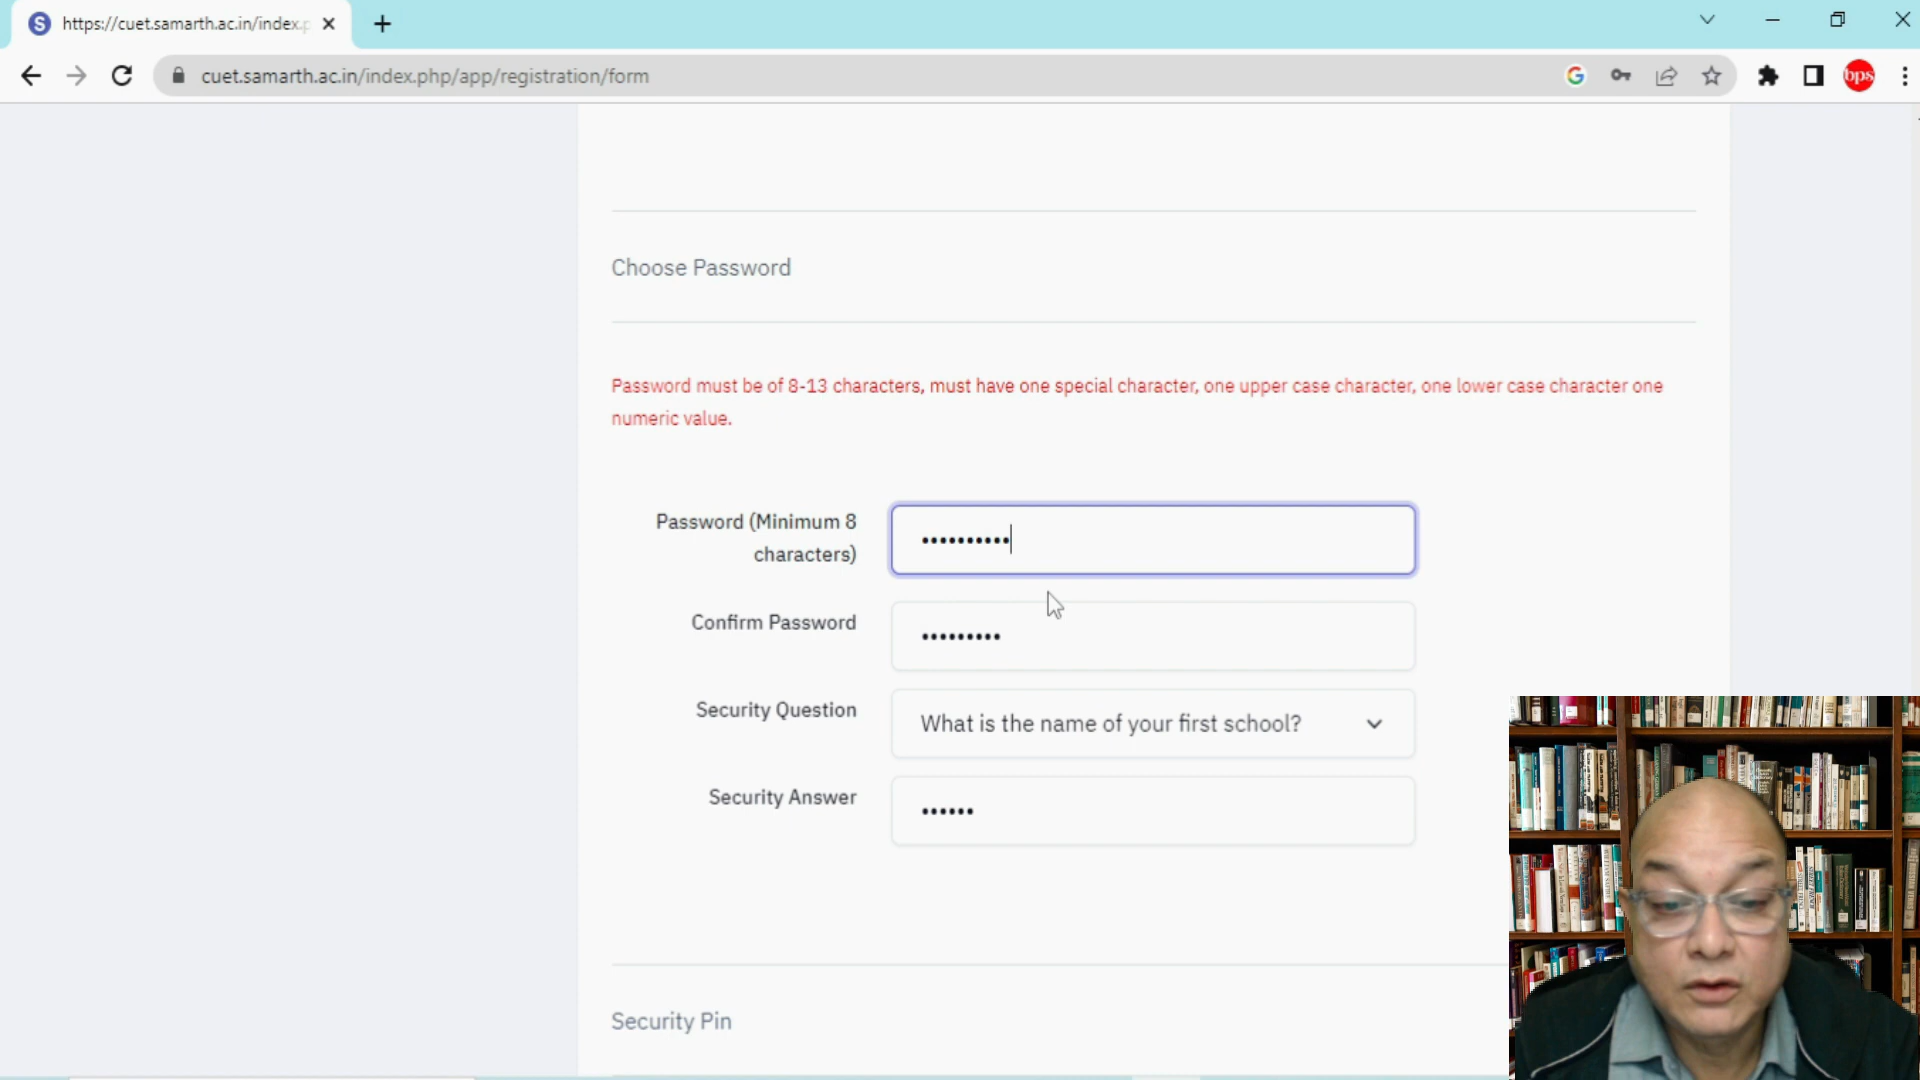 S https://cuet.samarth.ac.in/index.p
cuet.samarth.ac.in/index.php/app/registration/form
bps
Choose Password
Password must be of 8-13 characters, must have one special character, one upper case character, one lower case character one
numeric value.
Password (Minimum 8
characters)
••••••••••
Confirm Password
•••••••••
Security Question
What is the name of your first school?
Security Answer
••••••
Security Pin